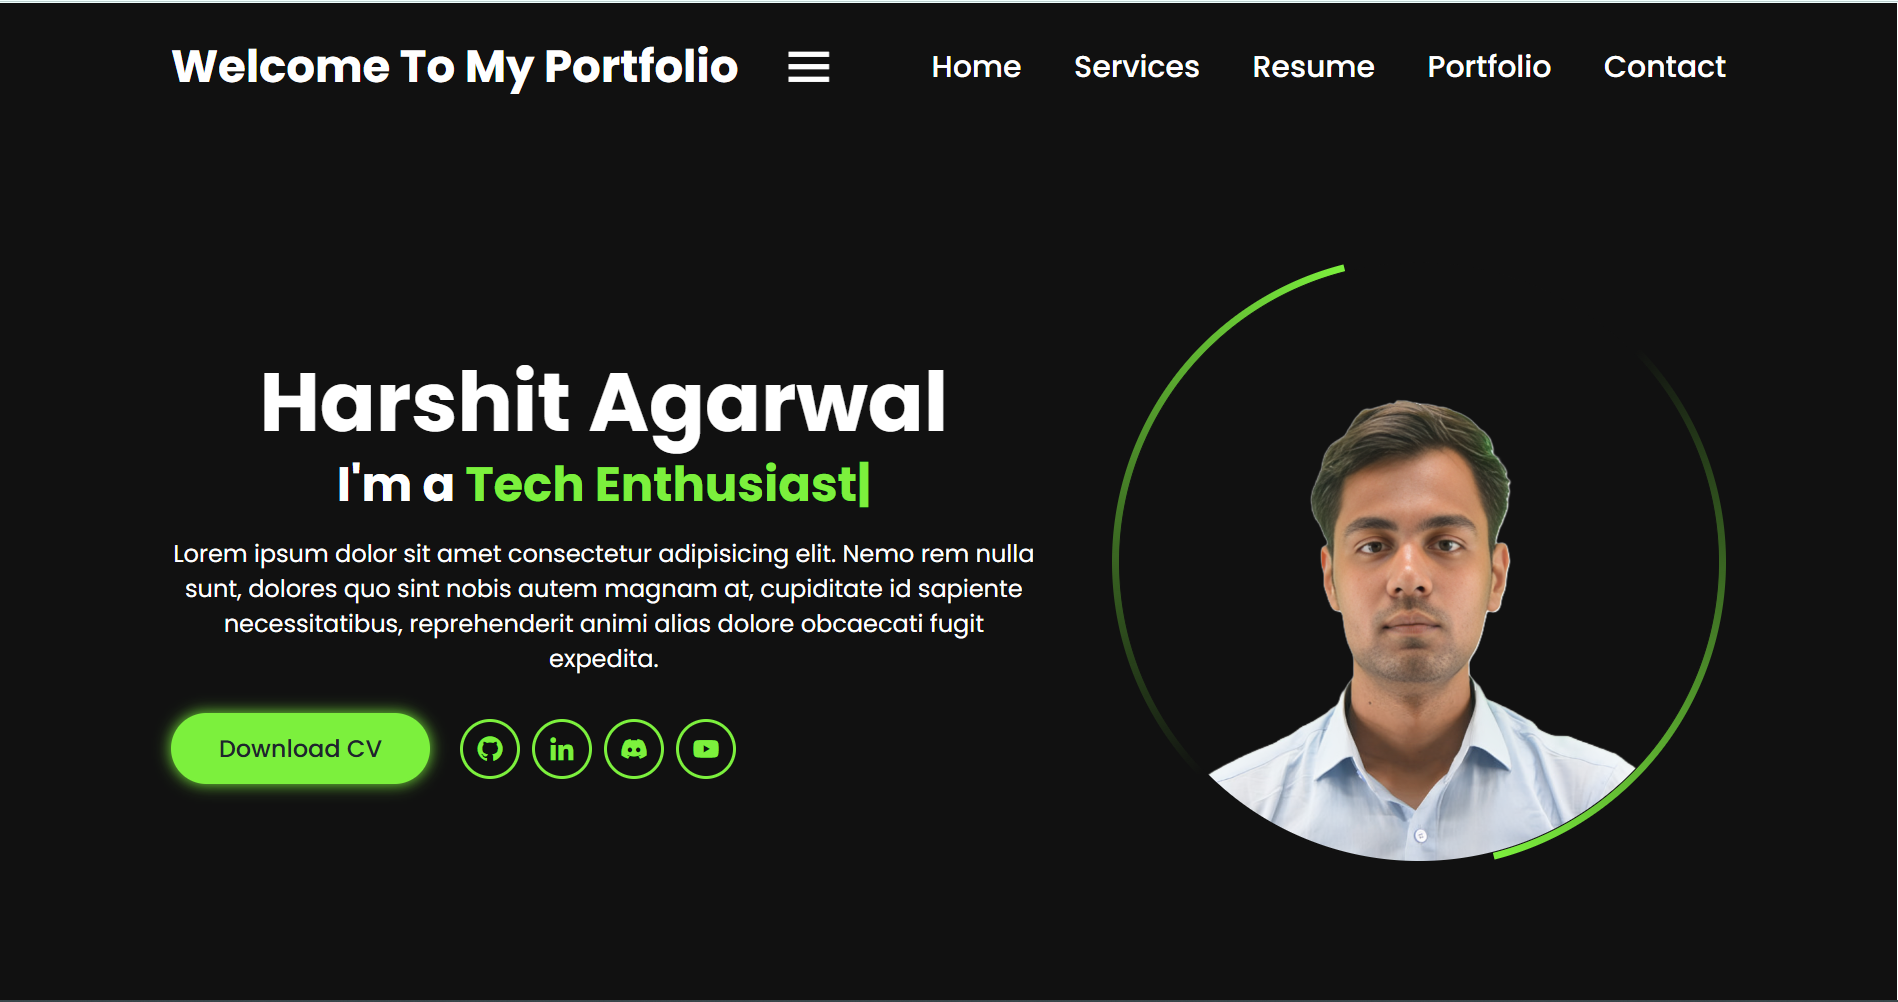 Welcome To My Portfolio
Home Services Resume Portfolio Contact
Harshit Agarwal
I'm a Tech Enthusiast|
Lorem ipsum dolor sit amet consectetur adipisicing elit. Nemo rem nulla
sunt, dolores quo sint nobis autem magnam at, cupiditate id sapiente
necessitatibus, reprehenderit animi alias dolore obcaecati fugit
expedita.
Download CV
in